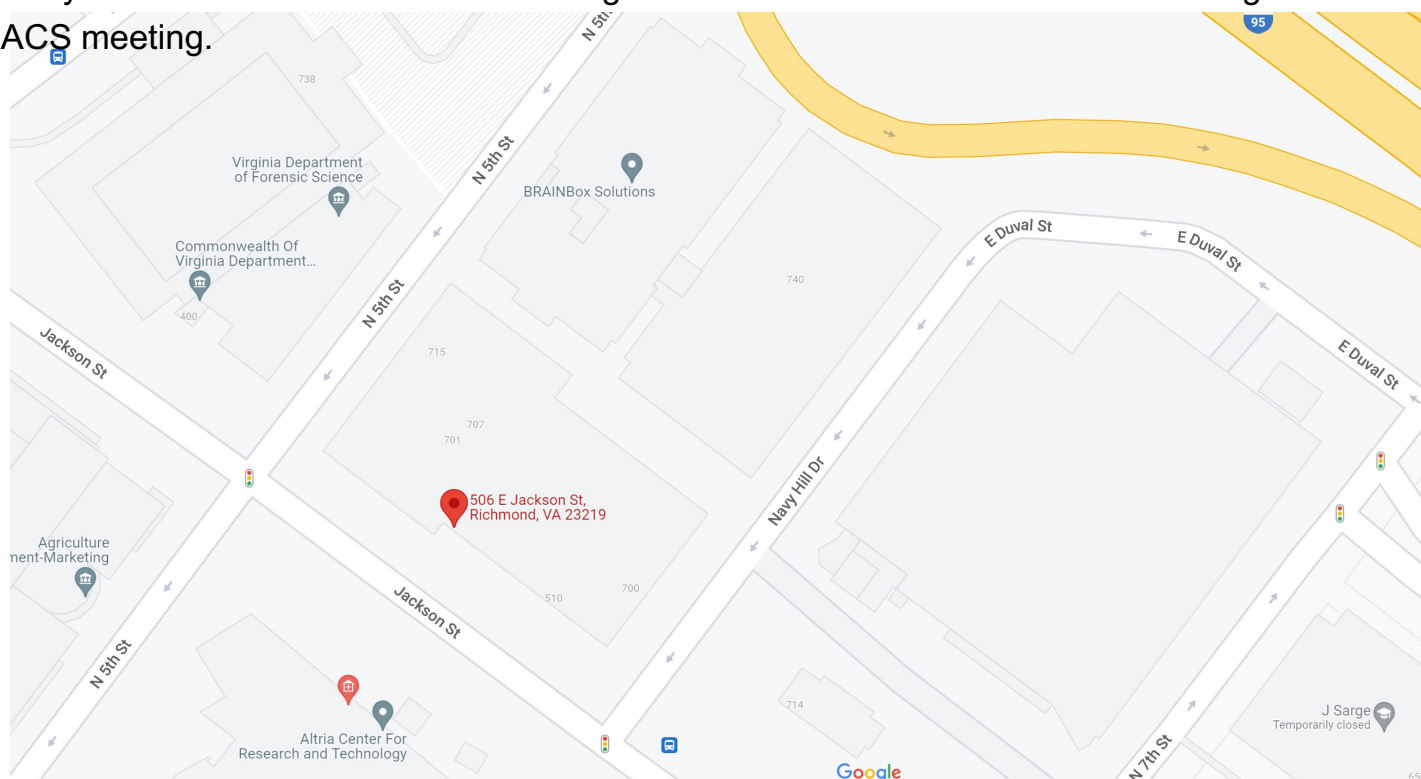 ACS meeting.
95
N 5th
738
Virginia Department
of Forensic Science
N 5th St
BRAINBox Solutions
Commonwealth Of
Virginia Department...
400
E Duval St
E Duval St
N 5th St
740
Jackson St
715
E Duval St
707
701
506 E Jackson St,
Richmond, VA 23219
Navy Hill Dr
Agriculture
ment-Marketing
Jackson St
510
700
N 5th St
714
J Sarge
Temporarily closed
Altria Center For
Research and Technology
N 7th St
Google